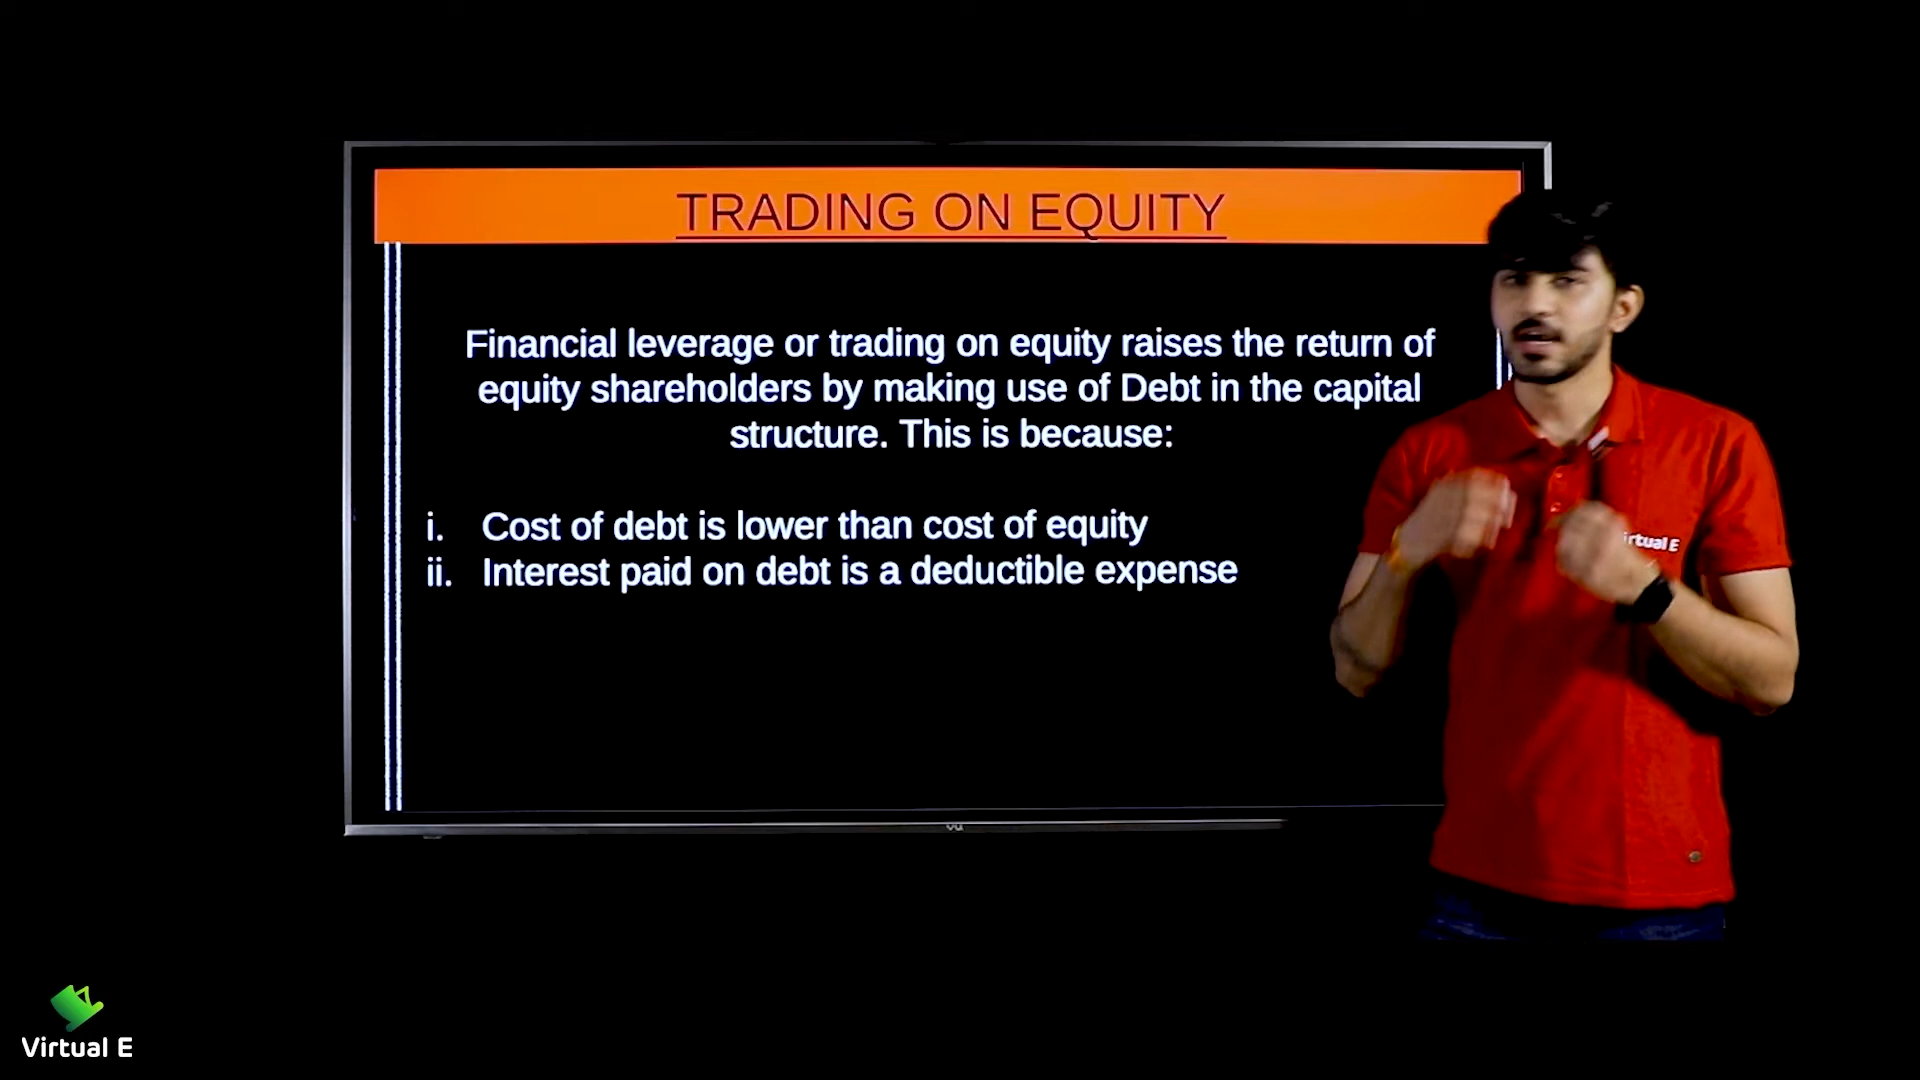 TRADING ON EQUITY
Financial leverage or trading on equity raises the return of
equity shareholders by making use of Debt in the capital
structure. This is because:
i. Cost of debt is lower than cost of equity
ii. Interest paid on debt is a deductible expense
irtual E
vu
Virtual E